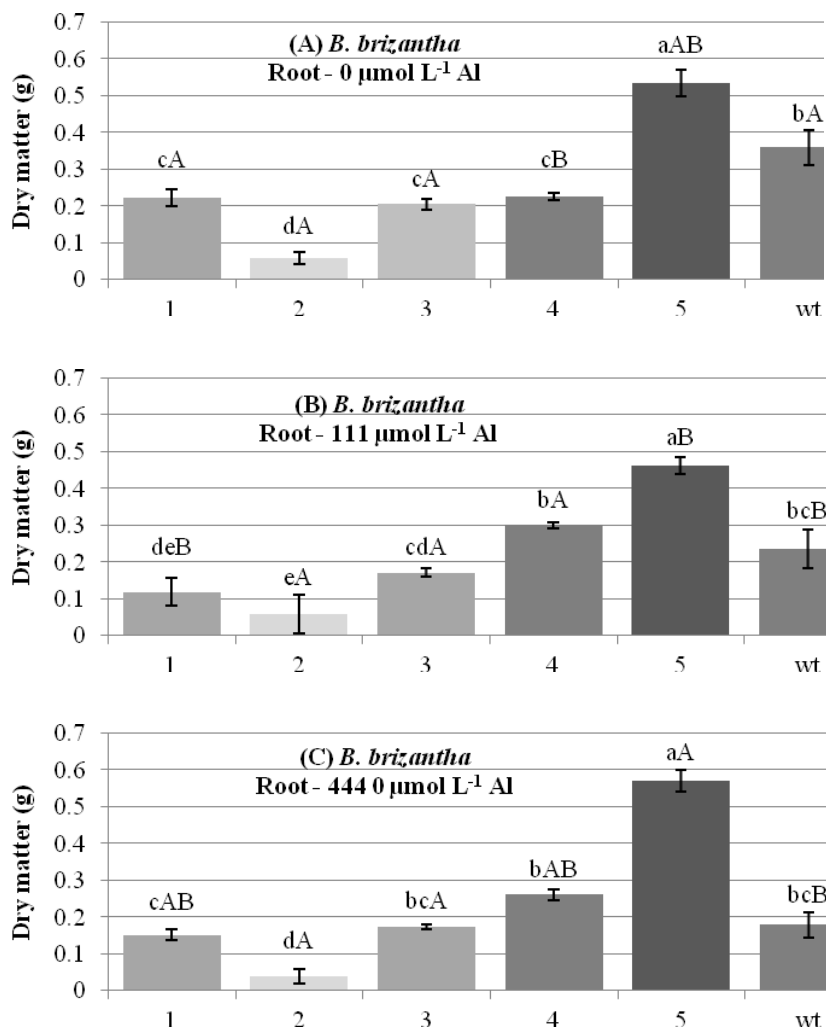 0.7
(A) B. brizantha
Root - 0 µmol L-1 Al
aAB
0.6
0.5
bA
0.4
cA
cA
cB
0.3
dA
0.2
0.1
0
Dry matter (g)
1 2 3 4 5 wt
0.7
(B) B. brizantha
Root - 111 µmol L-1 Al
0.6
aB
0.5
0.4
bA
bcB
0.3
deB
cdA
0.2
eA
0.1
0
Dry matter (g)
1 2 3 4 5 wt
0.7
(C) B. brizantha
Root - 444 0 µmol L-1 Al
aA
0.6
0.5
0.4
bAB
0.3
cAB
bcA
bcB
0.2
dA
0.1
0
Dry matter (g)
1 2 3 4 5 wt